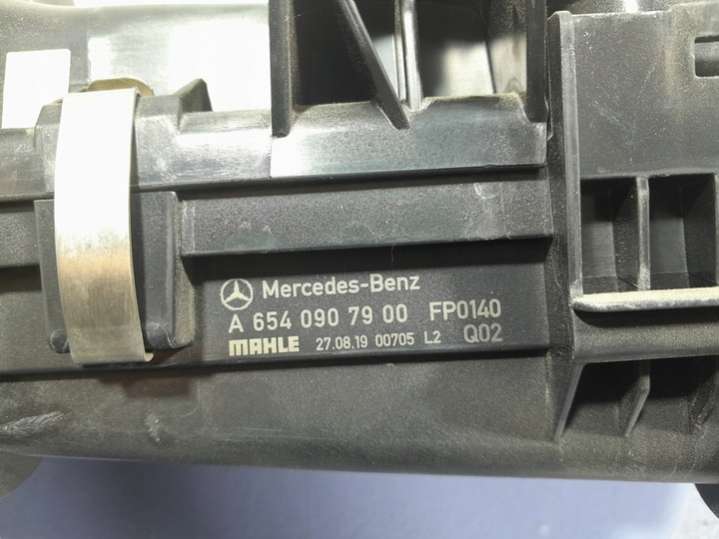 Mercedes-Benz
A 654 090 79 00 FP0140
MAHLE 27.08.19 00705 L2 Q02